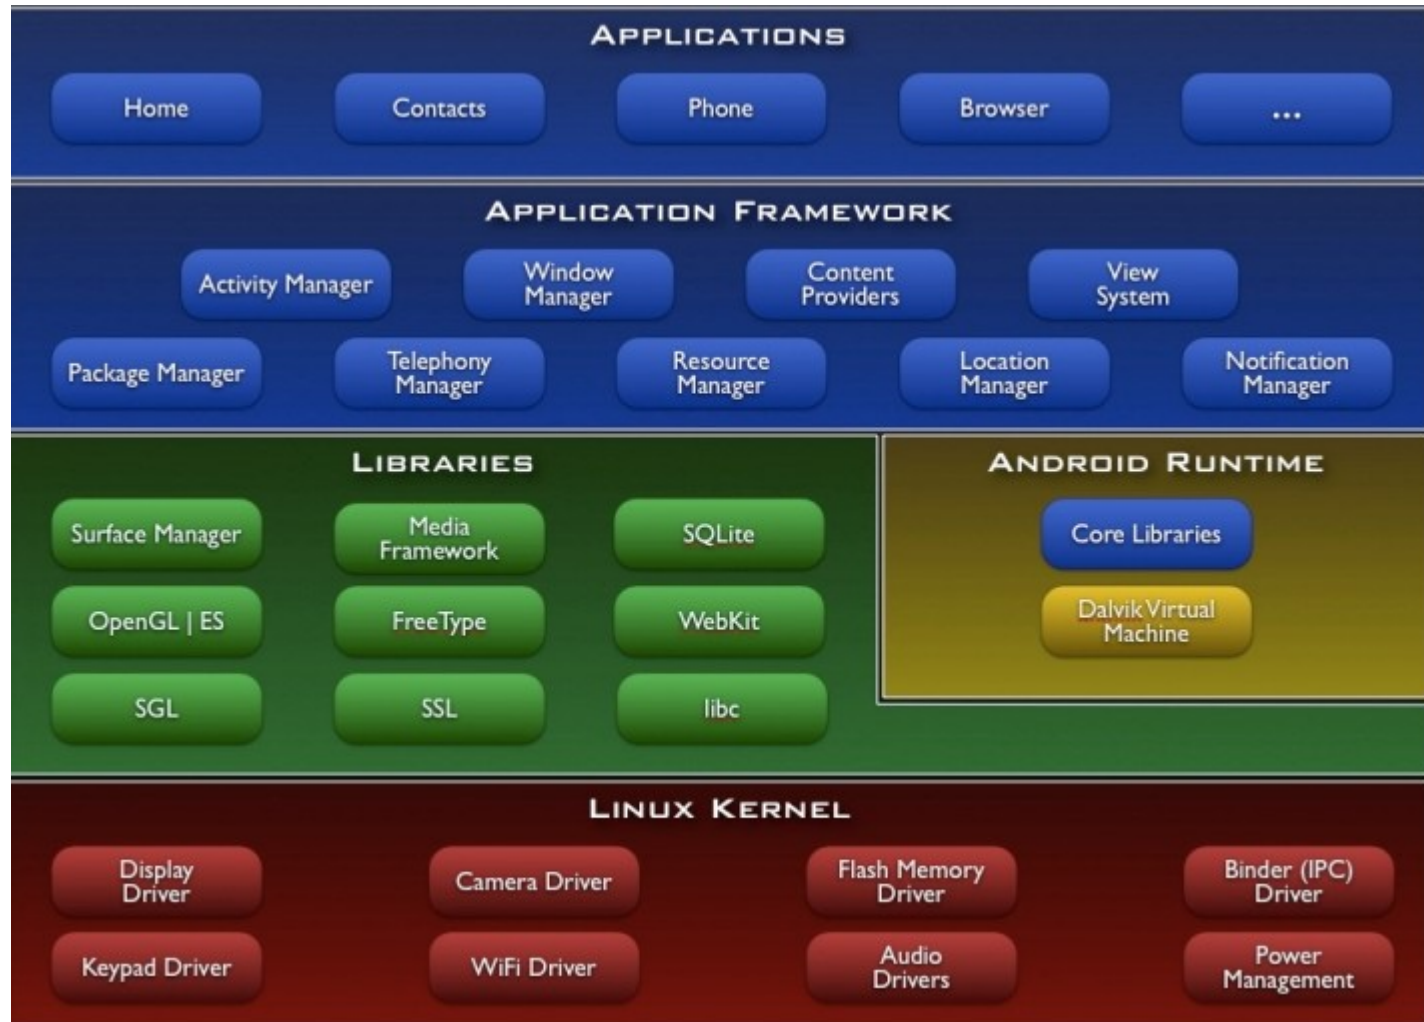 APPLICATIONS
Home
Contacts
Phone
Browser
...
APPLICATION FRAMEWORK
Activity Manager
Window
Manager
Content
Providers
View
System
Package Manager
Telephony
Manager
Resource
Manager
Location
Manager
Notification
Manager
LIBRARIES
Surface Manager
Media
Framework
SQLite
OpenGL | ES
FreeType
WebKit
SGL
SSL
libc
ANDROID RUNTIME
Core Libraries
Dalvik Virtual
Machine
LINUX KERNEL
Display
Driver
Camera Driver
Flash Memory
Driver
Binder (IPC)
Driver
Keypad Driver
WiFi Driver
Audio
Drivers
Power
Management